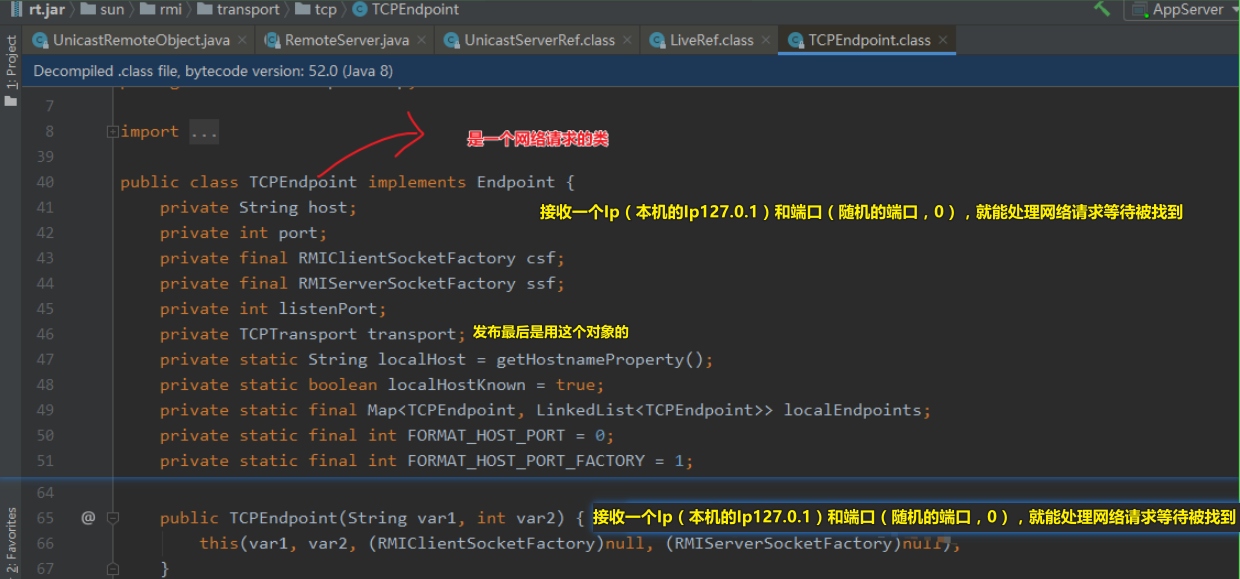 rt.jar sun rmi transport tcp TCPEndpoint AppServer
UnicastRemoteObject.java RemoteServer.java UnicastServerRef.class LiveRef.class TCPEndpoint.class
1: Project
Decompiled .class file, bytecode version: 52.0 (Java 8)
7
8 import ...
是一个网络请求的类
39
40 public class TCPEndpoint implements Endpoint {
41 private String host;
接收一个Ip（本机的Ip127.0.1）和端口（随机的端口，0），就能处理网络请求等待被找到
42 private int port;
43 private final RMIClientSocketFactory csf;
44 private final RMIServerSocketFactory ssf;
45 private int listenPort;
46 private TCPTransport transport; 发布最后是用这个对象的
47 private static String localHost = getHostnameProperty();
48 private static boolean localHostKnown = true;
49 private static final Map<TCPEndpoint, LinkedList<TCPEndpoint>> localEndpoints;
50 private static final int FORMAT_HOST_PORT = 0;
51 private static final int FORMAT_HOST_PORT_FACTORY = 1;
64
65 @ public TCPEndpoint(String var1, int var2) { 接收一个Ip（本机的Ip127.0.1）和端口（随机的端口，0），就能处理网络请求等待被找到
66 this(var1, var2, (RMIClientSocketFactory)null, (RMIServerSocketFactory)null);
67 }
2: Favorites